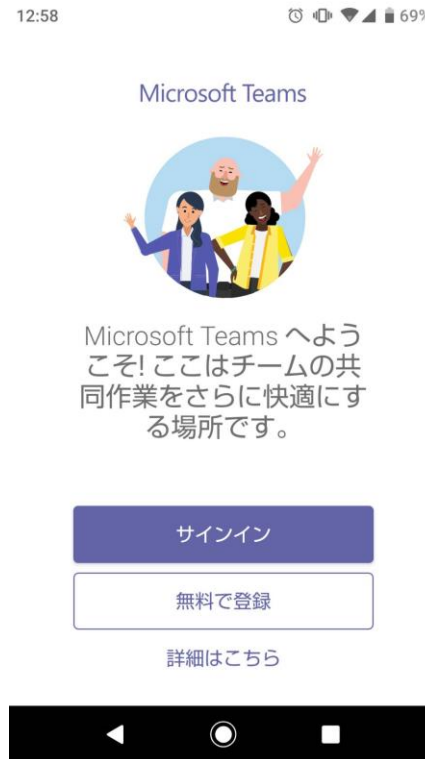 12:58
69%
Microsoft Teams
Microsoft Teams へよう
こそ! ここはチームの共
同作業をさらに快適にす
る場所です。
サインイン
無料で登録
詳細はこちら